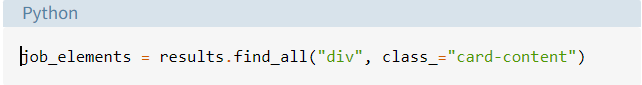 Python
job_elements = results.find_all("div", class_="card-content")